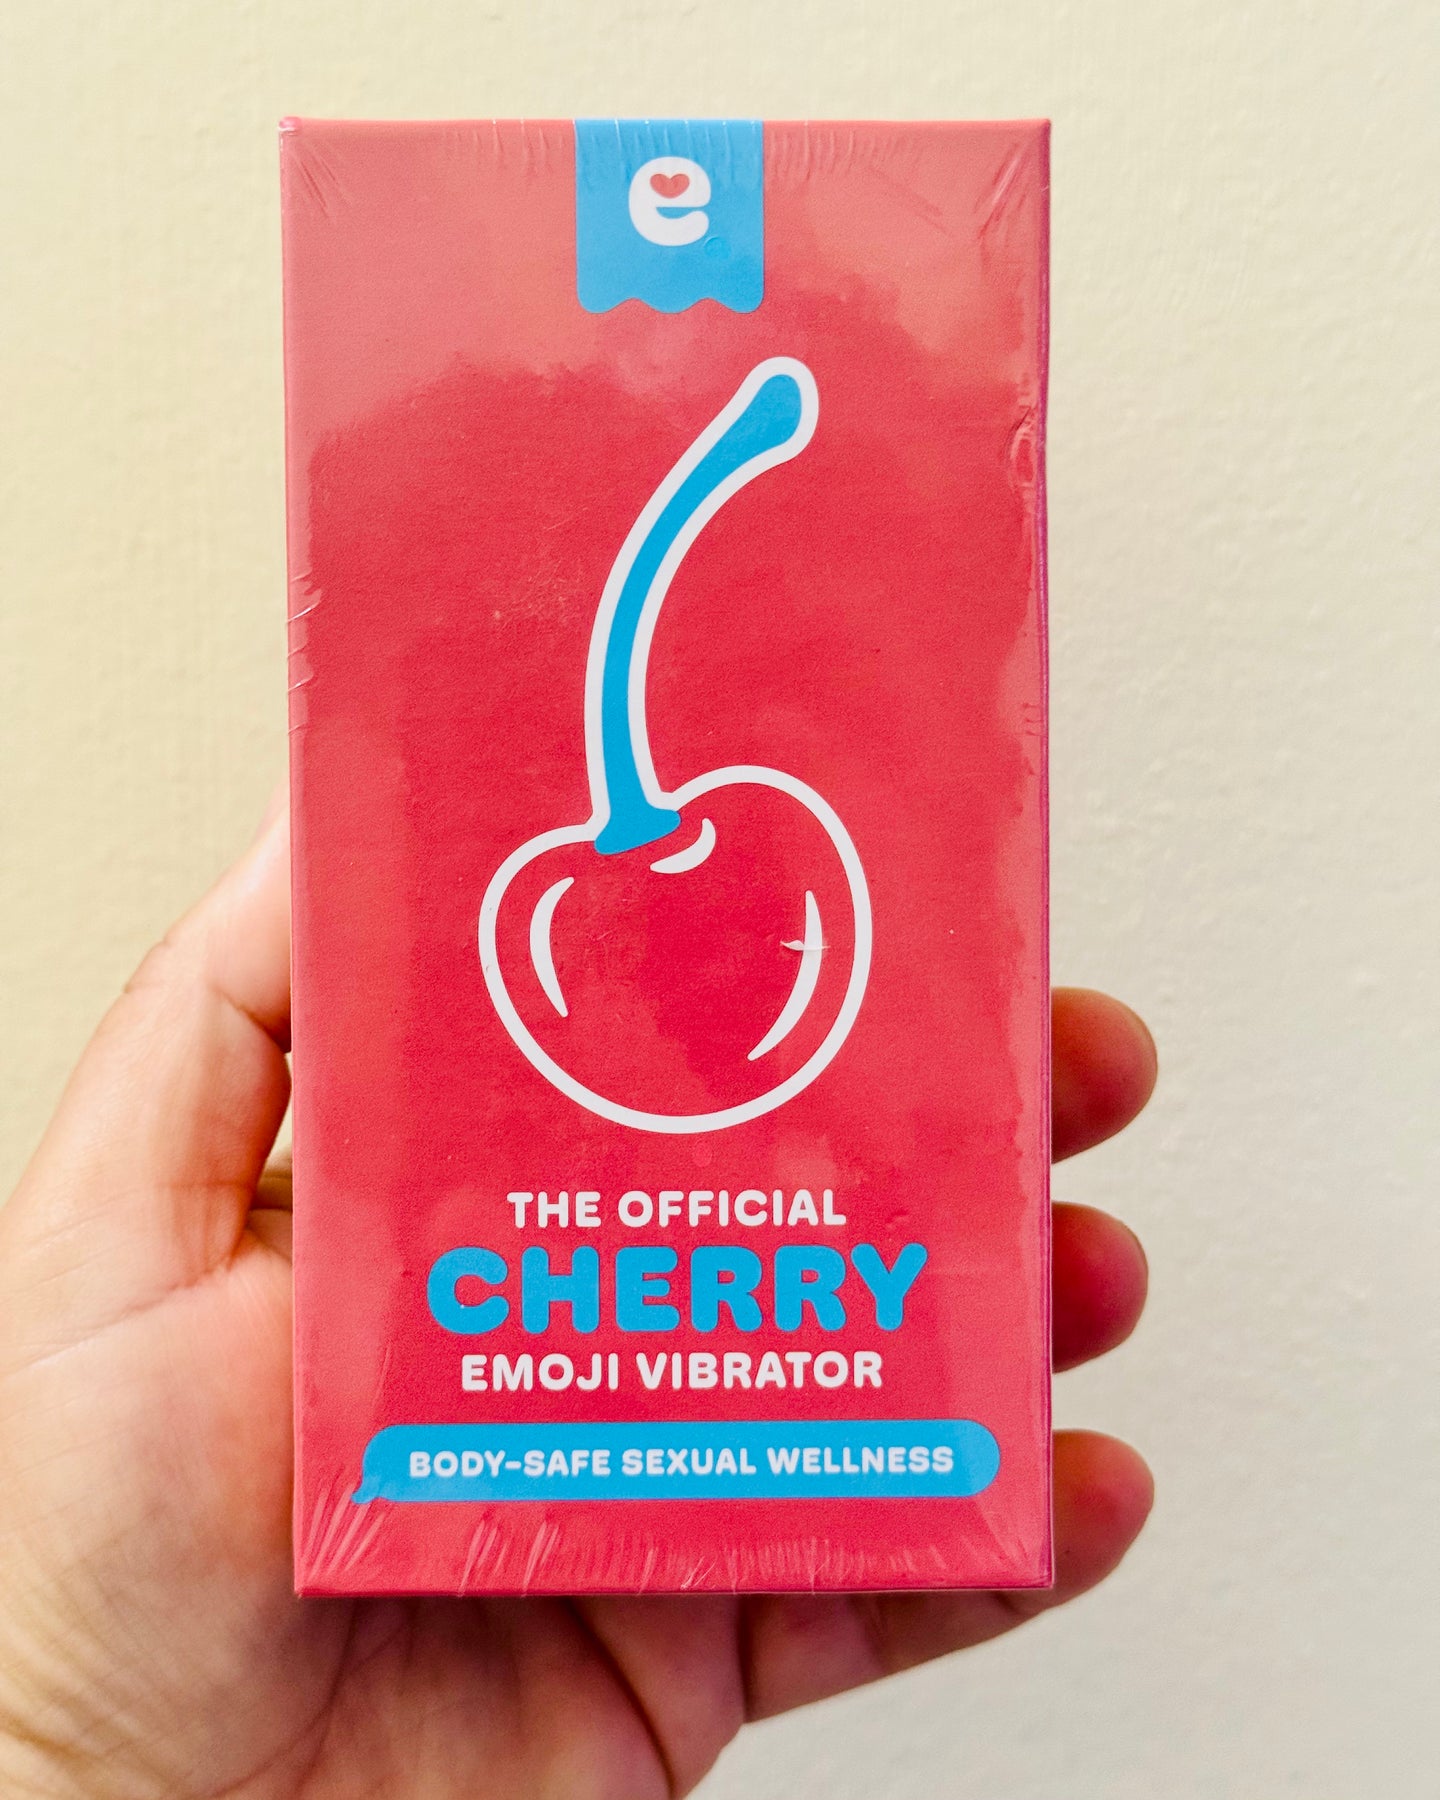 e
THE OFFICIAL
CHERRY
EMOJI VIBRATOR
BODY-SAFE SEXUAL WELLNESS